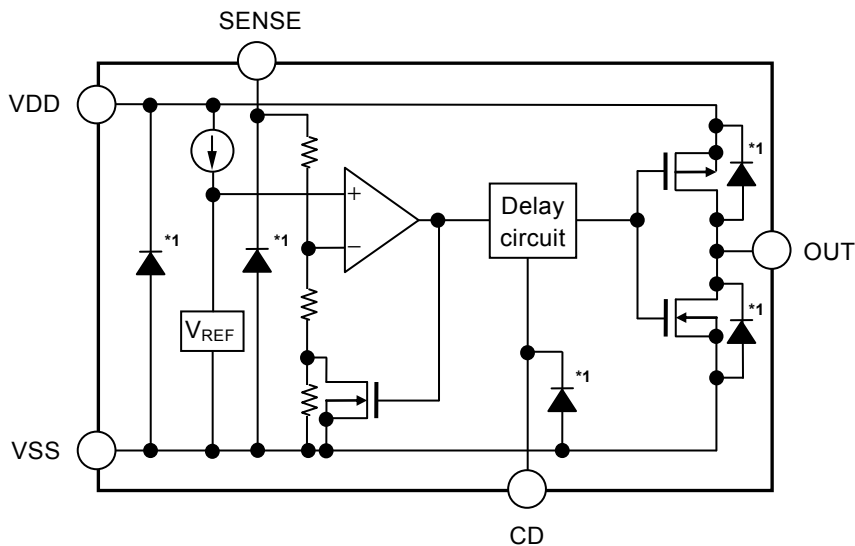 SENSE
VDD
*1
*1
*1
*1
+
−
Delay
circuit
OUT
VREF
*1
VSS
CD